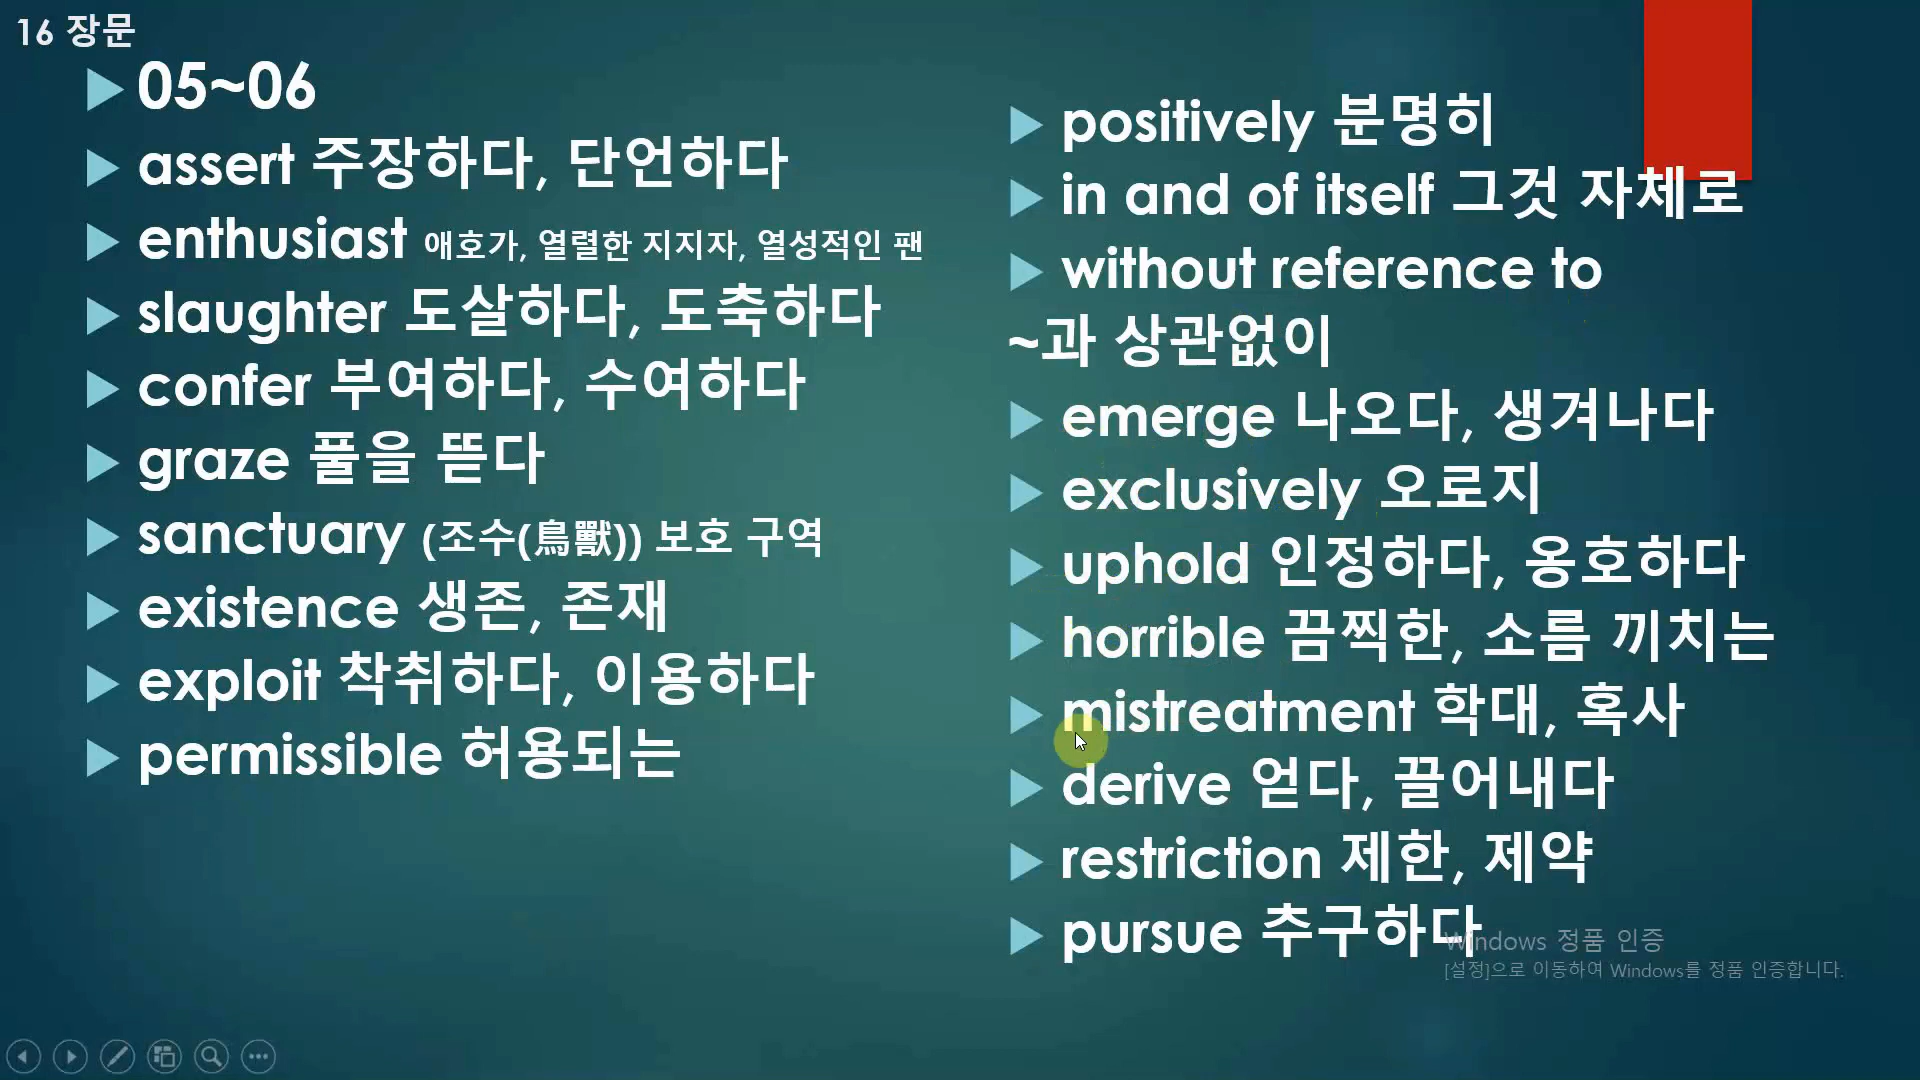 16 장문
05~06
assert 주장하다, 단언하다
enthusiast 애호가, 열렬한 지지자, 열성적인 팬
slaughter 도살하다, 도축하다
confer 부여하다, 수여하다
graze 풀을 뜯다
sanctuary (조수(鳥獸)) 보호 구역
existence 생존, 존재
exploit 착취하다, 이용하다
permissible 허용되는
positively 분명히
in and of itself 그것 자체로
without reference to
~과 상관없이
emerge 나오다, 생겨나다
exclusively 오로지
uphold 인정하다, 옹호하다
horrible 끔찍한, 소름 끼치는
mistreatment 학대, 혹사
derive 얻다, 끌어내다
restriction 제한, 제약
pursue 추구하다
Windows 정품 인증
[설정]으로 이동하여 Windows를 정품 인증합니다.